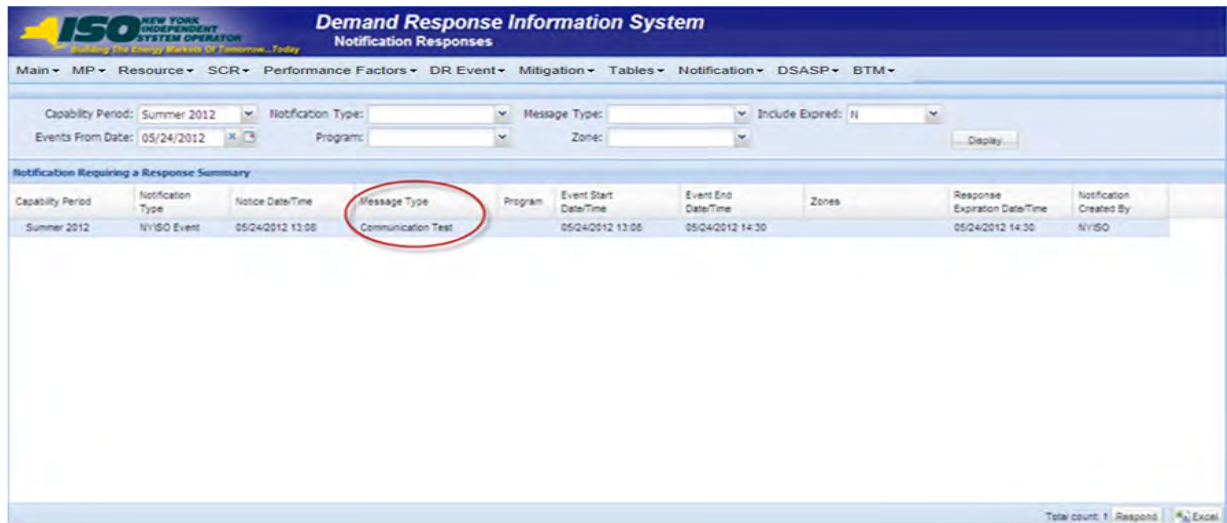 ISO NEW YORK INDEPENDENT SYSTEM OPERATOR
Building The Energy Markets Of Tomorrow...Today
Demand Response Information System
Notification Responses
Main MP Resource SCR Performance Factors DR Event Mitigation Tables Notification DSASP BTM
Capability Period: Summer 2012 Notification Type: Message Type: Include Expired: N
Events From Date: 05/24/2012 Program: Zone: Display
Notification Requiring a Response Summary
Capability Period Notification Type Notice Date/Time Message Type Program Event Start Date/Time Event End Date/Time Zones Response Expiration Date/Time Notification Created By
Summer 2012 NYISO Event 05/24/2012 13:08 Communication Test 05/24/2012 13:08 05/24/2012 14:30 05/24/2012 14:30 NYISO
Total count: 1 Respond Excel